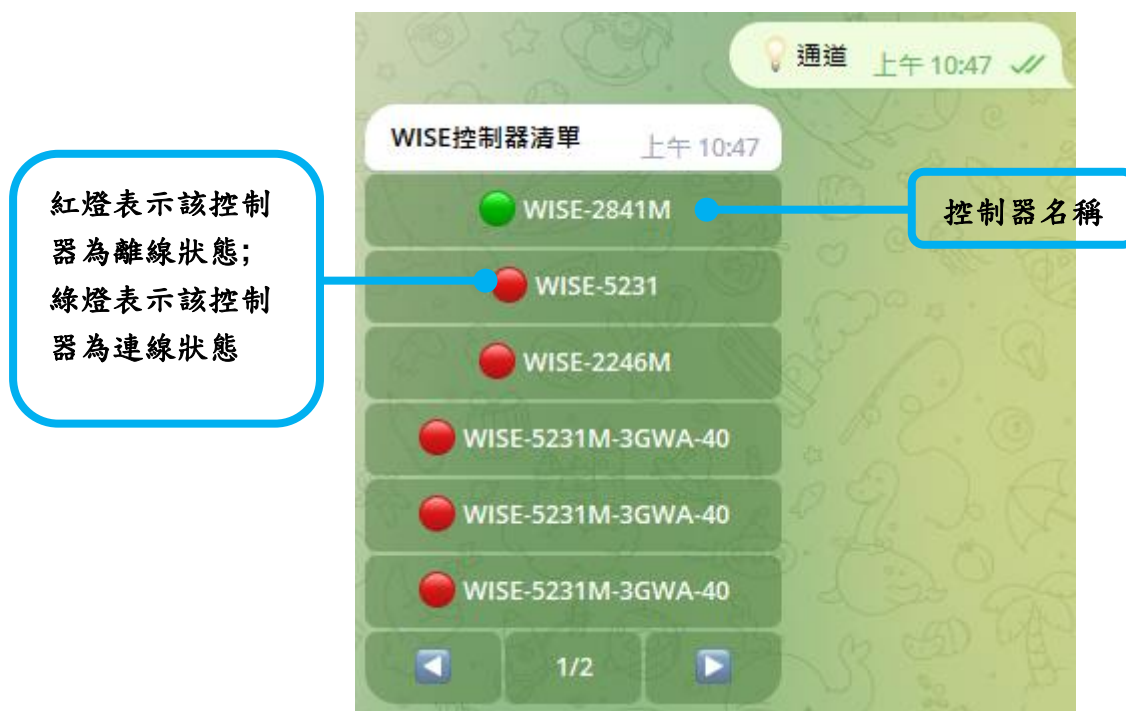 通道 上午 10:47
WISE控制器清單 上午 10:47
WISE-2841M
WISE-5231
WISE-2246M
WISE-5231M-3GWA-40
WISE-5231M-3GWA-40
WISE-5231M-3GWA-40
1/2
紅燈表示該控制
器為離線狀態;
綠燈表示該控制
器為連線狀態
控制器名稱